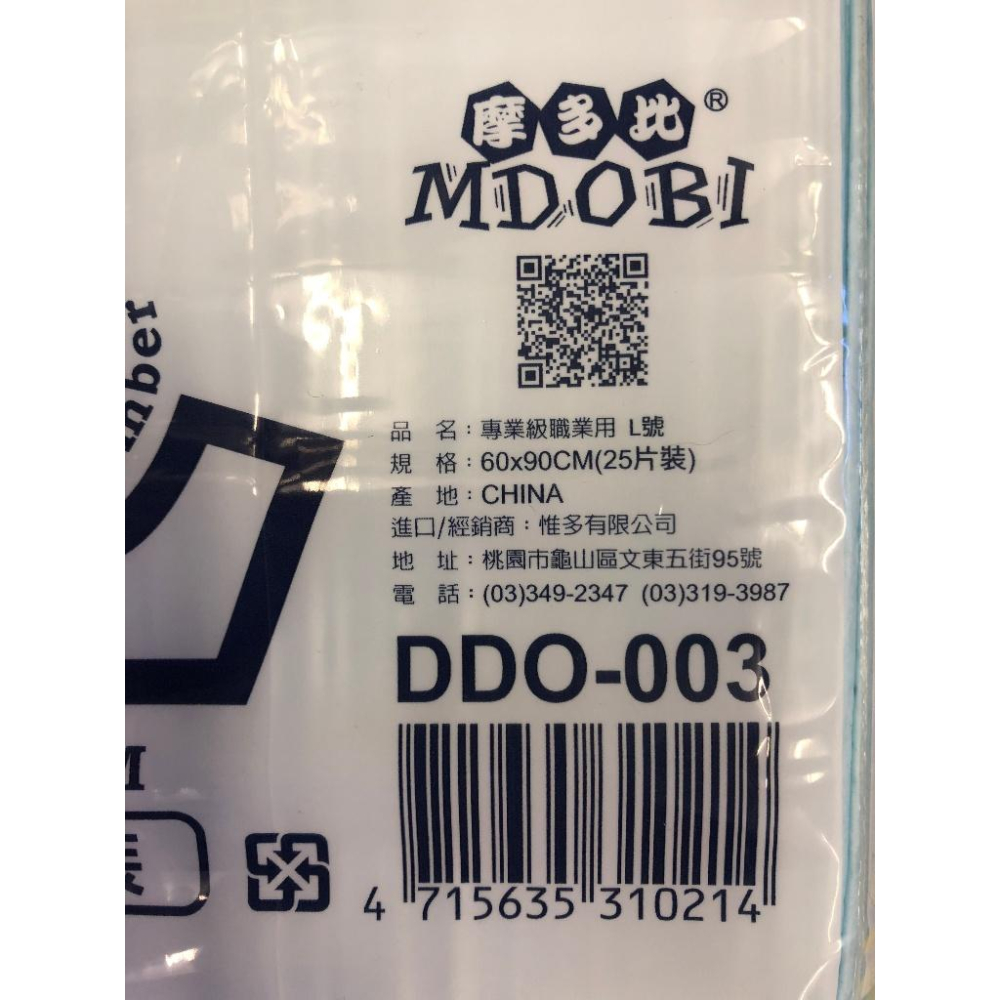 摩多比®
MDOBI
mber
品 名：專業級職業用 L號
規 格：60x90CM(25片裝)
產 地：CHINA
進口/經銷商：惟多有限公司
地 址：桃園市龜山區文東五街95號
電 話：(03)349-2347 (03)319-3987
DDO-003
M
4 715635 310214